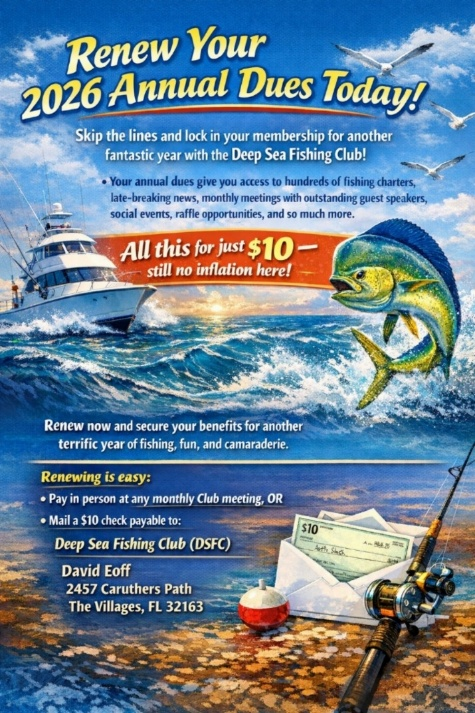 Renew Your
2026 Annual Dues Today!
Skip the lines and lock in your membership for another
fantastic year with the Deep Sea Fishing Club!
• Your annual dues give you access to hundreds of fishing charters,
late-breaking news, monthly meetings with outstanding guest speakers,
social events, raffle opportunities, and so much more.
All this for just $10 —
still no inflation here!
Renew now and secure your benefits for another
terrific year of fishing, fun, and camaraderie.
Renewing is easy:
• Pay in person at any monthly Club meeting, OR
• Mail a $10 check payable to:
Deep Sea Fishing Club (DSFC)
David Eoff
2457 Caruthers Path
The Villages, FL 32163
$10